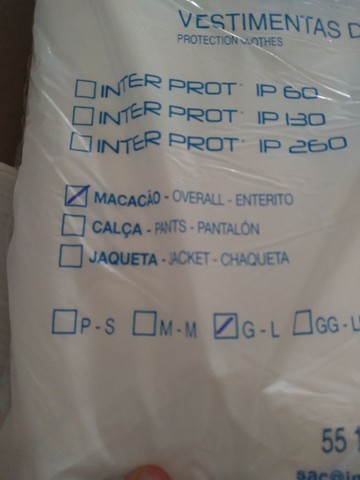 VESTIMENTAS D
PROTECTION CLOTHES
INTER PROT IP 60
INTER PROT IP 130
INTER PROT IP 260
MACACÃO - OVERALL - ENTERITO
CALÇA - PANTS - PANTALÓN
JAQUETA - JACKET - CHAQUETA
P - S M - M G - L GG - L
55 1
sac@in